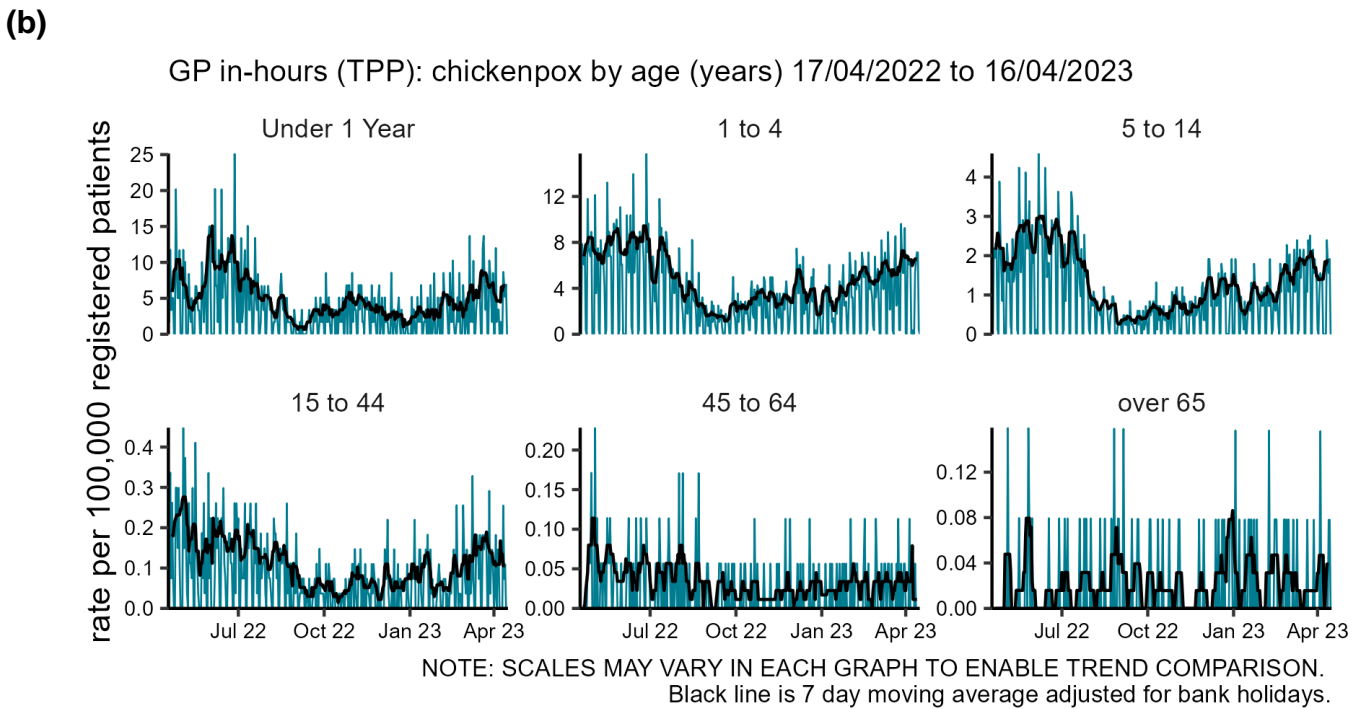 (b)
GP in-hours (TPP): chickenpox by age (years) 17/04/2022 to 16/04/2023
rate per 100,000 registered patients
Under 1 Year
25
20
15
10
5
0
1 to 4
12
8
4
0
5 to 14
4
3
2
1
0
15 to 44
0.4
0.3
0.2
0.1
0.0
Jul 22 Oct 22 Jan 23 Apr 23
45 to 64
0.20
0.15
0.10
0.05
0.00
Jul 22 Oct 22 Jan 23 Apr 23
over 65
0.12
0.08
0.04
0.00
Jul 22 Oct 22 Jan 23 Apr 23
NOTE: SCALES MAY VARY IN EACH GRAPH TO ENABLE TREND COMPARISON.
Black line is 7 day moving average adjusted for bank holidays.